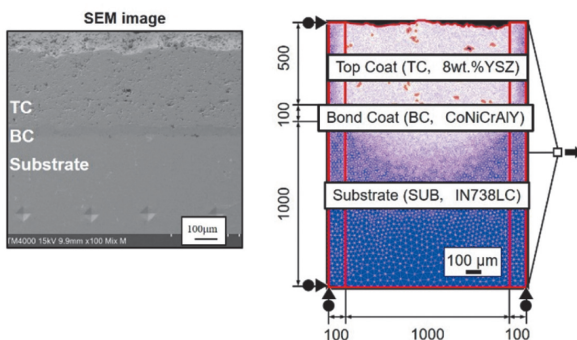 SEM image
TC
BC
Substrate
100μm
TM4000 15kV 9.9mm x100 Mix M
500
100
1000
Top Coat (TC, 8wt.%YSZ)
Bond Coat (BC, CoNiCrAlY)
Substrate (SUB, IN738LC)
100 μm
100
1000
100